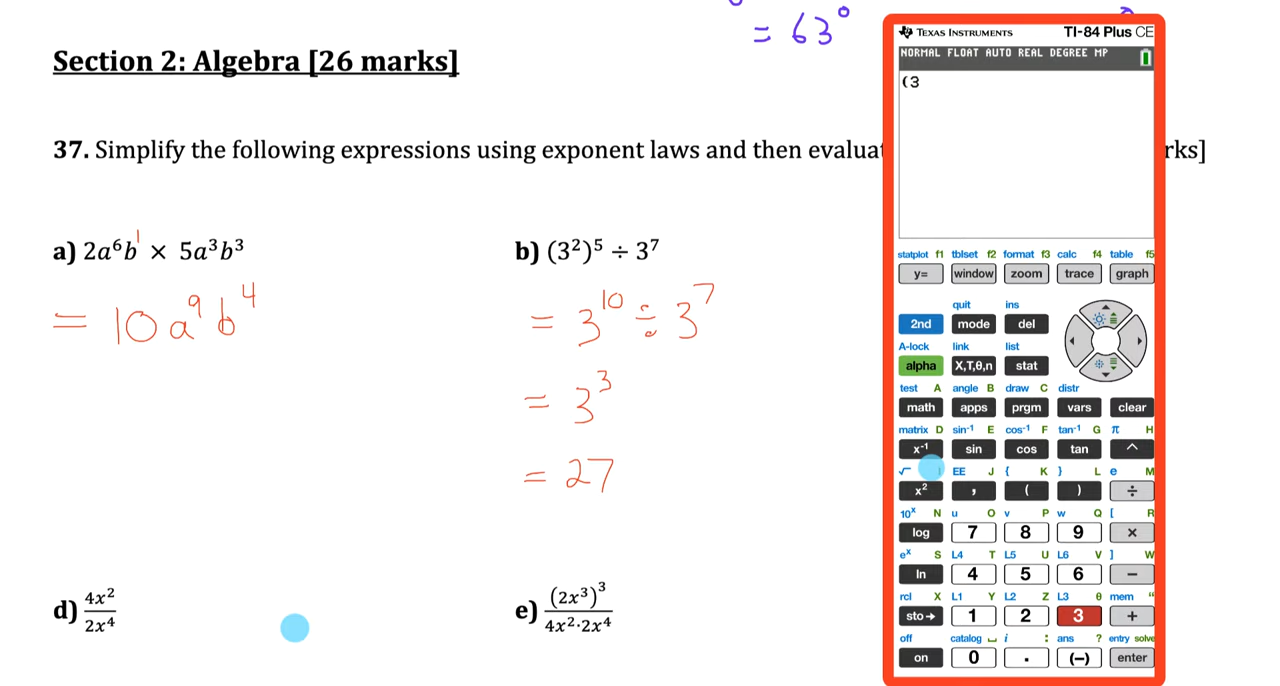 = 63°
Section 2: Algebra [26 marks]
37. Simplify the following expressions using exponent laws and then evalua
rks]
a) 2a⁶b¹ × 5a³b³
= 10a⁹b⁴
b) (3²)⁵ ÷ 3⁷
= 3¹⁰ ÷ 3⁷
= 3³
= 27
d) 4x²/2x⁴
e) (2x³)³/4x²·2x⁴
TEXAS INSTRUMENTS TI-84 Plus CE
NORMAL FLOAT AUTO REAL DEGREE MP
(3
statplot f1 tblset f2 format f3 calc f4 table f5
y= window zoom trace graph
quit ins
2nd mode del
A-lock link list
alpha X,T,θ,n stat
test A angle B draw C distr
math apps prgm vars clear
matrix D sin⁻¹ E cos⁻¹ F tan⁻¹ G π H
x⁻¹ sin cos tan ^
√ EE J { K } L e M
x² , ( ) ÷
10ˣ N u O v P w Q [ R
log 7 8 9 ×
eˣ S L4 T L5 U L6 V ] W
ln 4 5 6 −
rcl X L1 Y L2 Z L3 θ mem "
sto→ 1 2 3 +
off catalog ⎵ i : ans ? entry solve
on 0 . (−) enter